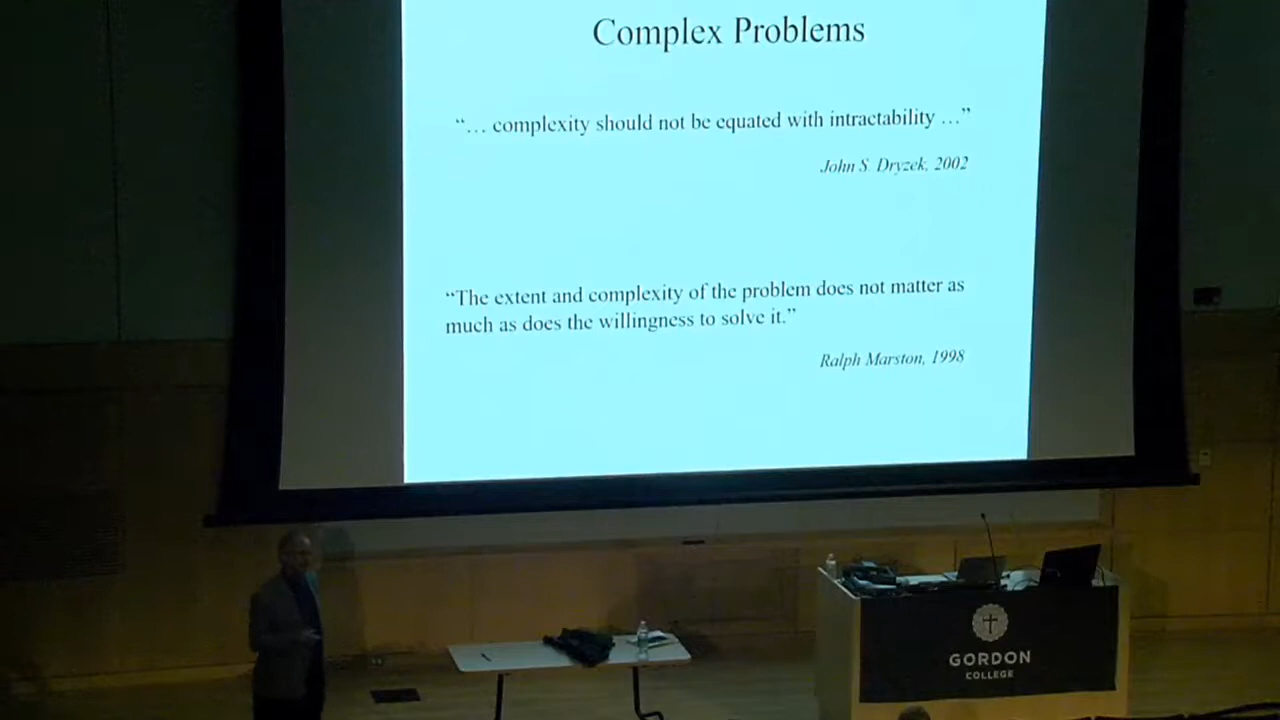 Complex Problems
“… complexity should not be equated with intractability …”
John S. Dryzek, 2002
“The extent and complexity of the problem does not matter as
much as does the willingness to solve it.”
Ralph Marston, 1998
GORDON
COLLEGE